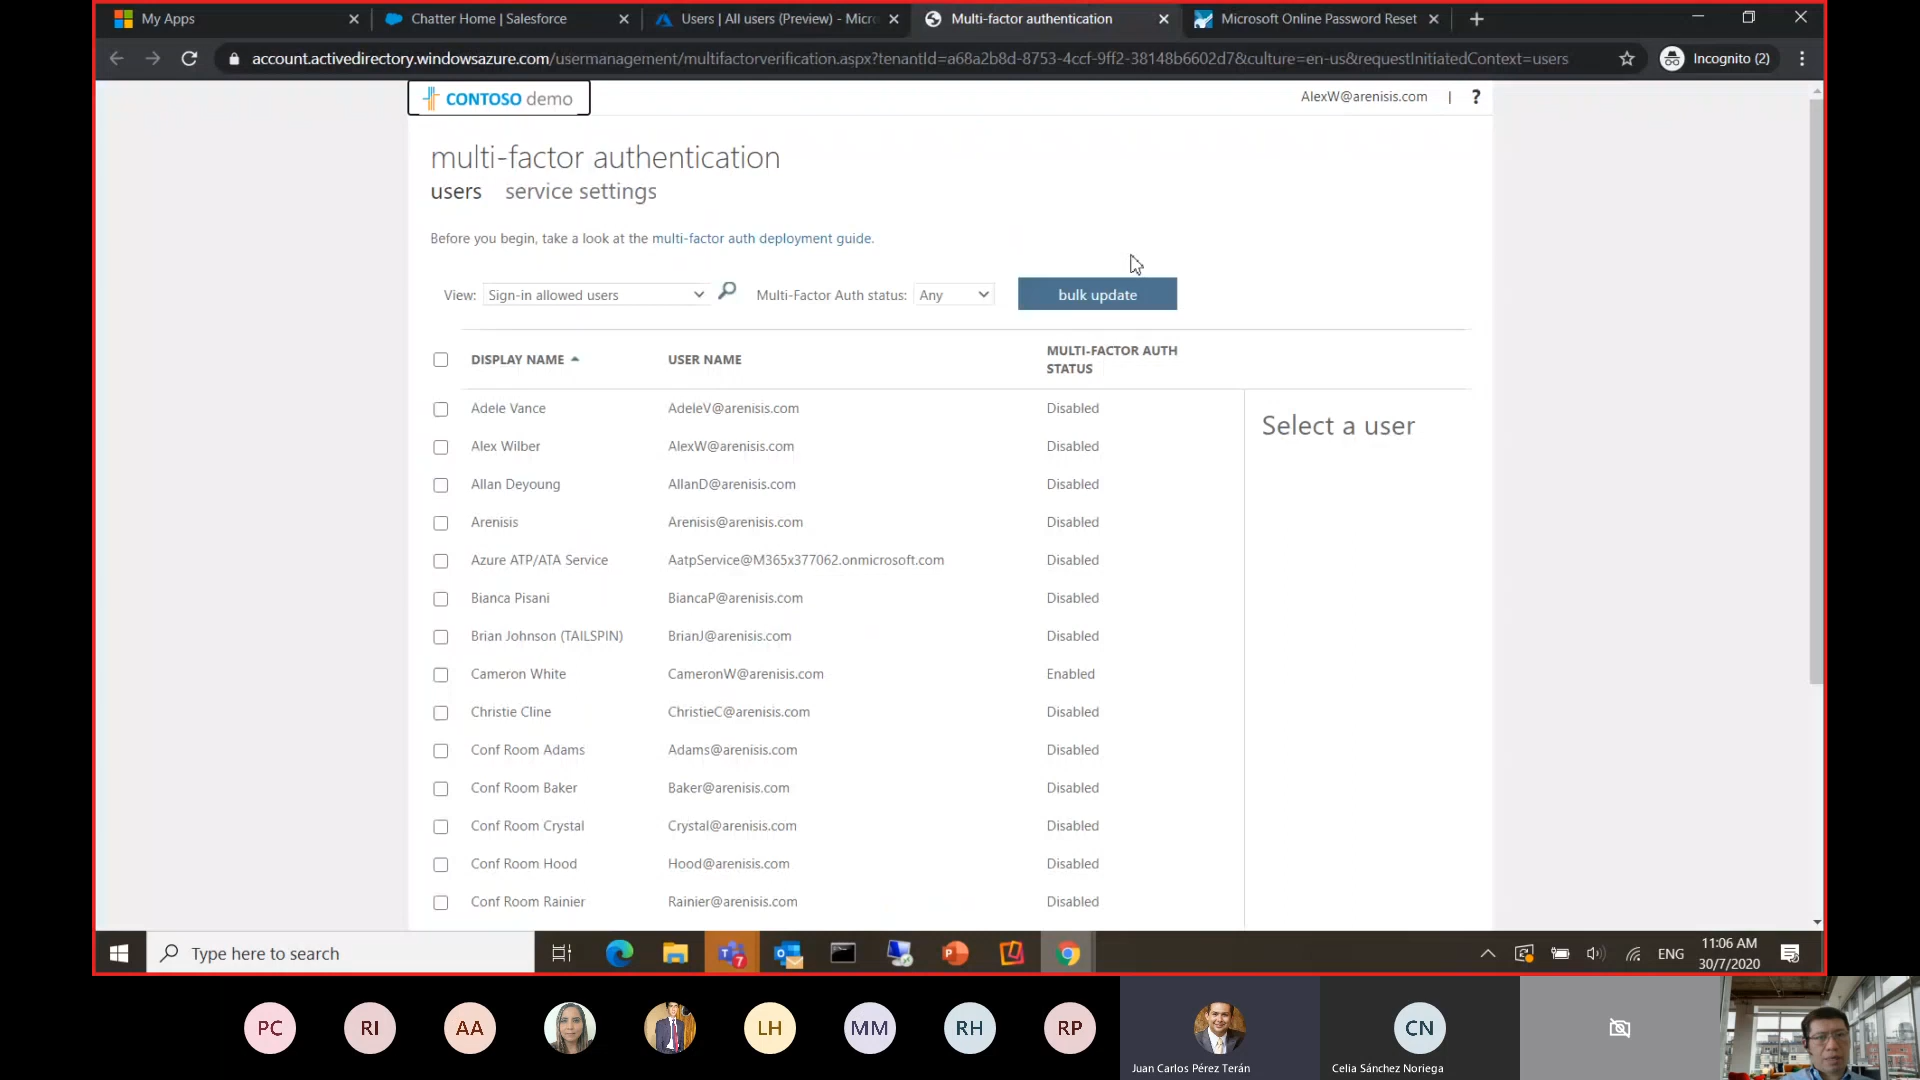 My Apps
Chatter Home | Salesforce
Users | All users (Preview) - Micro
Multi-factor authentication
Microsoft Online Password Reset
account.activedirectory.windowsazure.com/usermanagement/multifactorverification.aspx?tenantId=a68a2b8d-8753-4ccf-9ff2-38148b6602d7&culture=en-us&requestInitiatedContext=users
Incognito (2)
CONTOSO demo
AlexW@arenisis.com | ?
multi-factor authentication
users service settings
Before you begin, take a look at the multi-factor auth deployment guide.
View: Sign-in allowed users Multi-Factor Auth status: Any bulk update
DISPLAY NAME USER NAME MULTI-FACTOR AUTH
STATUS
Adele Vance AdeleV@arenisis.com Disabled
Select a user
Alex Wilber AlexW@arenisis.com Disabled
Allan Deyoung AllanD@arenisis.com Disabled
Arenisis Arenisis@arenisis.com Disabled
Azure ATP/ATA Service AatpService@M365x377062.onmicrosoft.com Disabled
Bianca Pisani BiancaP@arenisis.com Disabled
Brian Johnson (TAILSPIN) BrianJ@arenisis.com Disabled
Cameron White CameronW@arenisis.com Enabled
Christie Cline ChristieC@arenisis.com Disabled
Conf Room Adams Adams@arenisis.com Disabled
Conf Room Baker Baker@arenisis.com Disabled
Conf Room Crystal Crystal@arenisis.com Disabled
Conf Room Hood Hood@arenisis.com Disabled
Conf Room Rainier Rainier@arenisis.com Disabled
Type here to search
7
ENG
11:06 AM
30/7/2020
PC RI AA LH MM RH RP CN
Juan Carlos Pérez Terán
Celia Sánchez Noriega